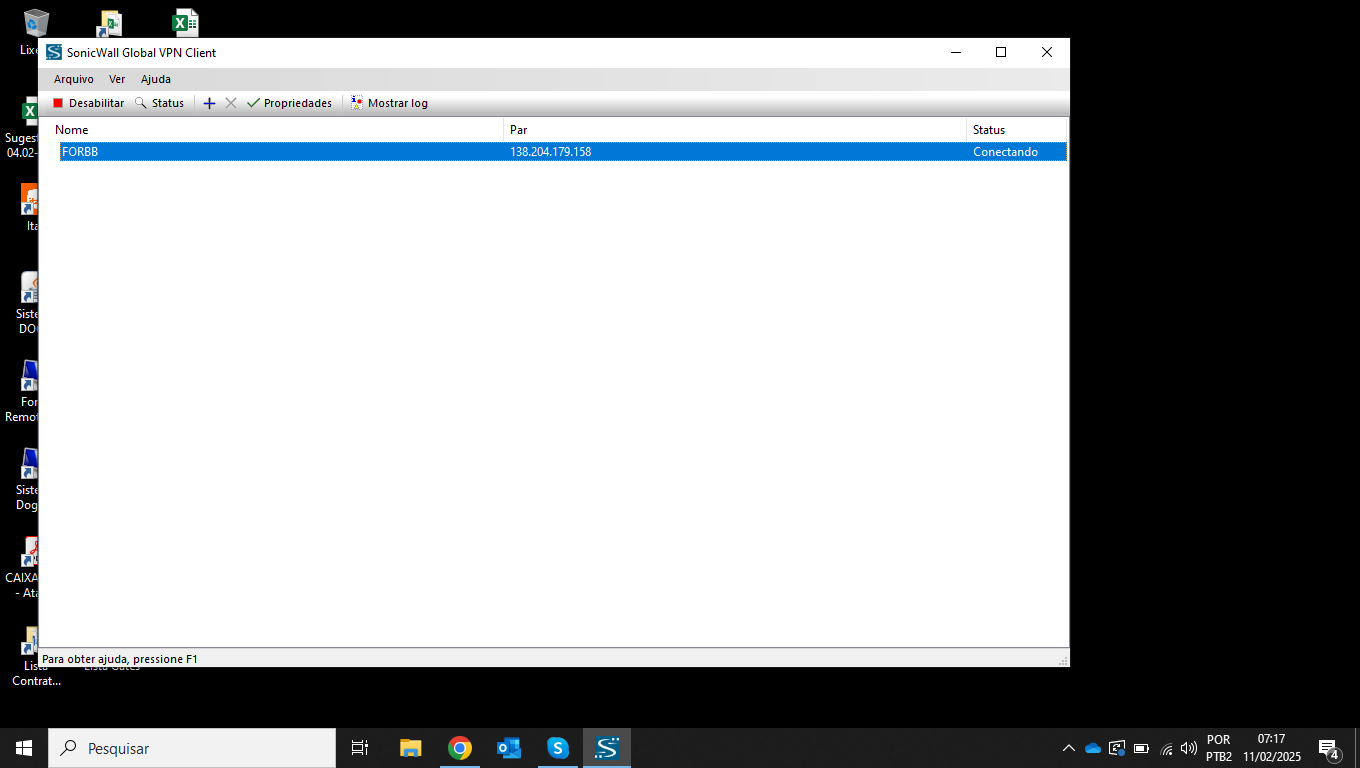 Lixe
SonicWall Global VPN Client
Arquivo Ver Ajuda
Desabilitar Status Propriedades Mostrar log
Nome Par Status
FORBB 138.204.179.158 Conectando
Sugest
04.02-
Ita
Siste
DO
For
Remot
Siste
Dog
CAIXA
- Ata
Lista
Contrat...
Para obter ajuda, pressione F1
Pesquisar
POR
PTB2
07:17
11/02/2025
4